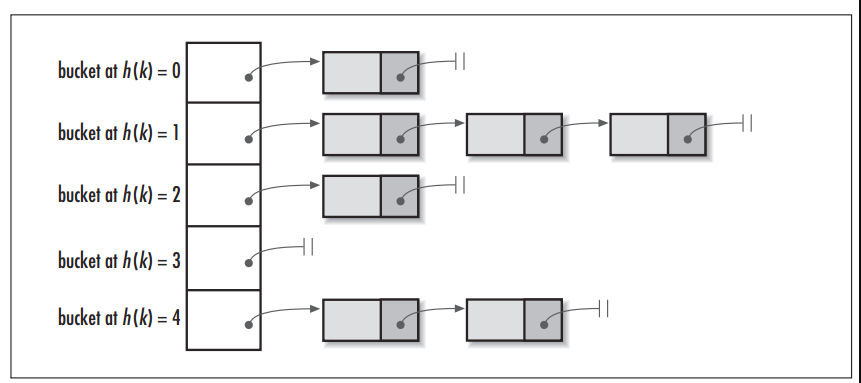 bucket at h(k) = 0
bucket at h(k) = 1
bucket at h(k) = 2
bucket at h(k) = 3
bucket at h(k) = 4